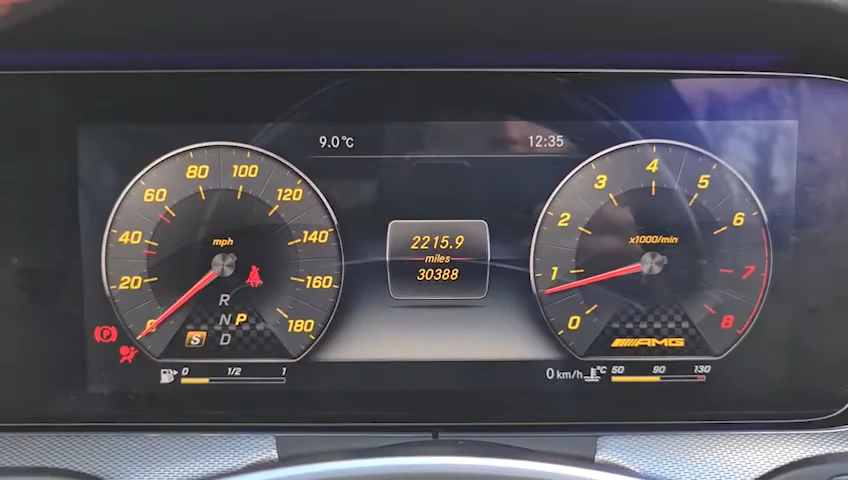 9.0°C
12:35
0 20 40 60 80 100 120 140 160 180
mph
R
N P
D
S
P
2215.9
miles
30388
0 1 2 3 4 5 6 7 8
x1000/min
AMG
0 1/2 1
0 km/h
°C 50 90 130